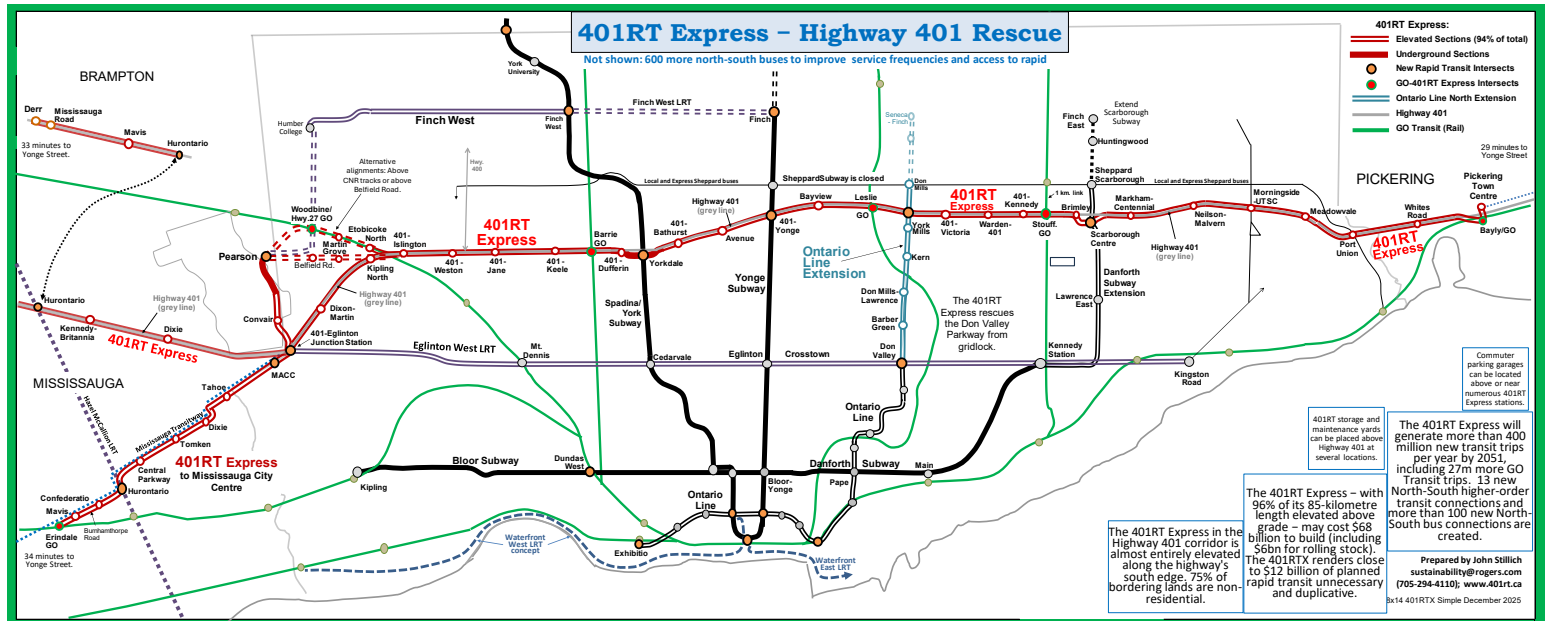 401RT Express – Highway 401 Rescue
Not shown: 600 more north-south buses to improve service frequencies and access to rapid
401RT Express:
Elevated Sections (94% of total)
Underground Sections
New Rapid Transit Intersects
GO-401RT Express Intersects
Ontario Line North Extension
Highway 401
GO Transit (Rail)
BRAMPTON
Derr
Mississauga
Road
Mavis
Hurontario
33 minutes to
Yonge Street.
York
University
Humber
College
Finch West
Finch
West
Finch West LRT
Finch
Hwy.
400
Alternative
alignments: Above
CNR tracks or above
Belfield Road.
Local and Express Sheppard buses
SheppardSubway is closed
Seneca
- Finch
Don
Mills
Extend
Scarborough
Subway
Finch
East
Huntingwood
Sheppard
Scarborough
Local and Express Sheppard buses
29 minutes to
Yonge Street
PICKERING
Pickering
Town
Centre
Woodbine/
Hwy.27 GO
Etobicoke
North
Martin
Grove
Belfield Rd.
Pearson
Kipling
North
401-
Islington
401RT
Express
401-
Weston
401-
Jane
401-
Keele
Barrie
GO
401-
Dufferin
Yorkdale
401-
Bathurst
Highway 401
(grey line)
Avenue
401-
Yonge
Bayview
Leslie
GO
York
Mills
401RT
Express
401-
Victoria
Warden-
401
401-
Kennedy
Stouff.
GO
1 km. link
Brimley
Scarborough
Centre
Markham-
Centennial
Highway 401
(grey line)
Neilson-
Malvern
Morningside
-UTSC
Meadowvale
Port
Union
401RT
Express
Whites
Road
Bayly/GO
Hurontario
Highway 401
(grey line)
Kennedy-
Britannia
Dixie
401RT Express
Convair
Dixon-
Martin
Highway 401
(grey line)
401-Eglinton
Junction Station
MACC
Eglinton West LRT
Mt.
Dennis
Spadina/
York
Subway
Cedarvale
Yonge
Subway
Eglinton
Crosstown
Ontario
Line
Extension
Kern
Don Mills-
Lawrence
Barber
Green
Don
Valley
The 401RT
Express rescues
the Don Valley
Parkway from
gridlock.
Lawrence
East
Danforth
Subway
Extension
Kennedy
Station
Kingston
Road
MISSISSAUGA
Hazel McCallion LRT
Tahoe
Mississauga Transitway
Dixie
Tomken
Central
Parkway
Hurontario
401RT Express
to Mississauga City
Centre
Confederatio
Mavis
Burnhamthorpe
Road
Erindale
GO
34 minutes to
Yonge Street.
Kipling
Bloor Subway
Dundas
West
Bloor-
Yonge
Danforth Subway
Pape
Main
Ontario
Line
Ontario
Line
Exhibitio
Waterfront
West LRT
concept
Waterfront
East LRT
Commuter
parking garages
can be located
above or near
numerous 401RT
Express stations.
401RT storage and
maintenance yards
can be placed above
Highway 401 at
several locations.
The 401RT Express in the
Highway 401 corridor is
almost entirely elevated
along the highway's
south edge. 75% of
bordering lands are non-
residential.
The 401RT Express – with
96% of its 85-kilometre
length elevated above
grade – may cost $68
billion to build (including
$6bn for rolling stock).
The 401RTX renders close
to $12 billion of planned
rapid transit unnecessary
and duplicative.
The 401RT Express will
generate more than 400
million new transit trips
per year by 2051,
including 27m more GO
Transit trips. 13 new
North-South higher-order
transit connections and
more than 100 new North-
South bus connections are
created.
Prepared by John Stillich
sustainability@rogers.com
(705-294-4110); www.401rt.ca
8x14 401RTX Simple December 2025